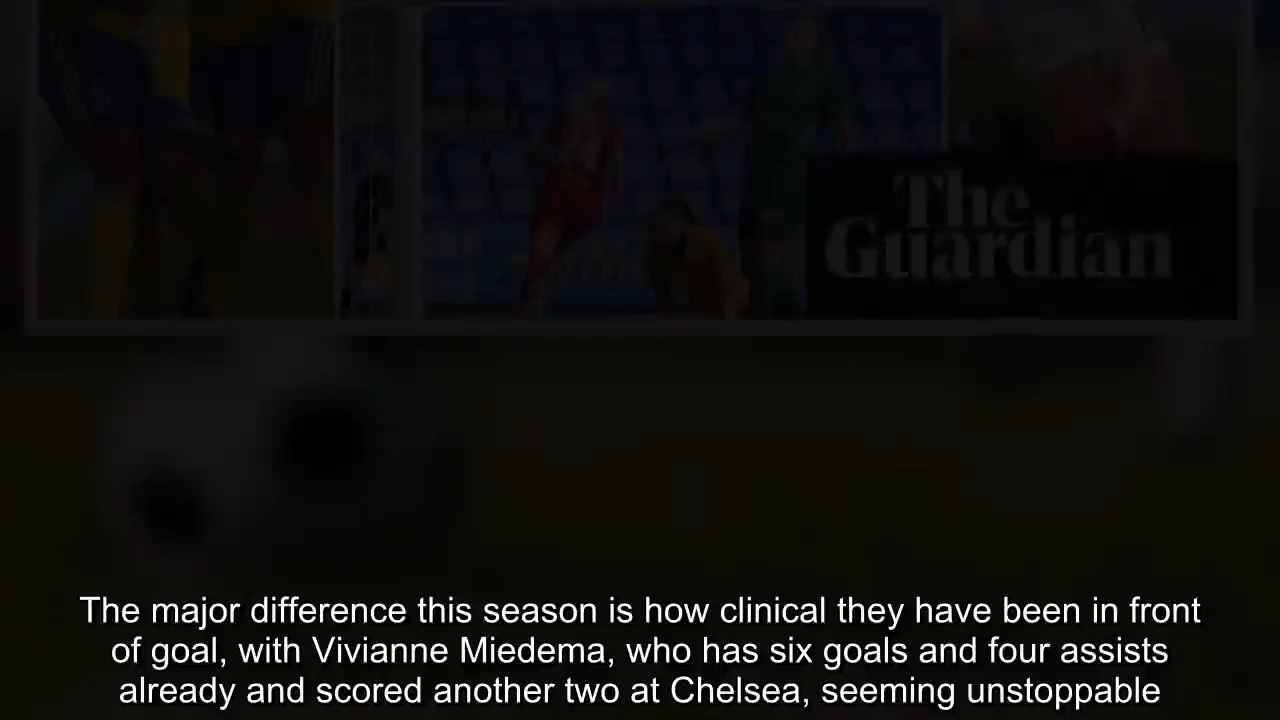 The
Guardian
The major difference this season is how clinical they have been in front
of goal, with Vivianne Miedema, who has six goals and four assists
already and scored another two at Chelsea, seeming unstoppable